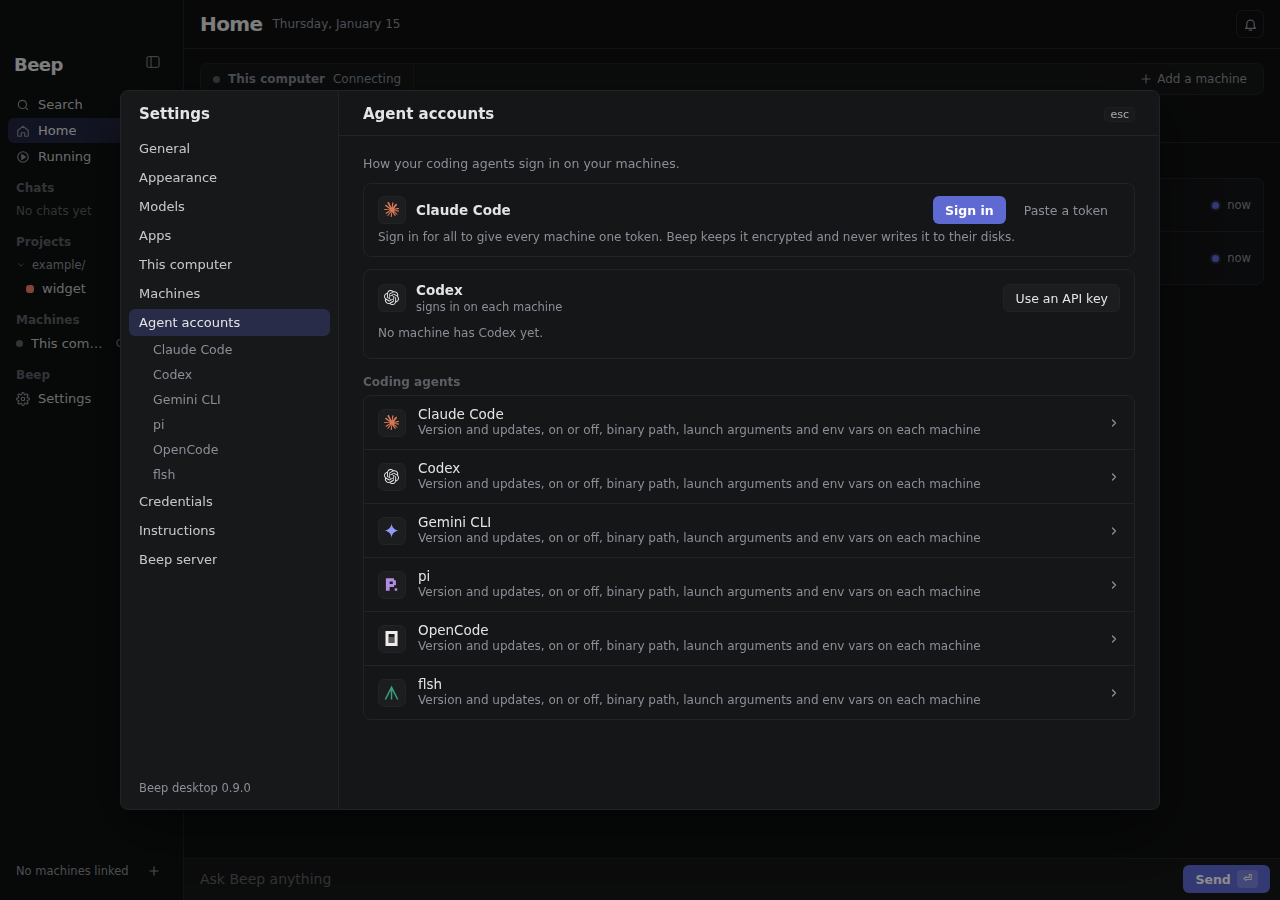 Beep
Search
Home
Running
Chats
No chats yet
Projects
example/
widget
Machines
This com…
Beep
Settings
No machines linked
Home Thursday, January 15
This computer Connecting
Add a machine
now
now
Ask Beep anything
Send
Settings
General
Appearance
Models
Apps
This computer
Machines
Agent accounts
Claude Code
Codex
Gemini CLI
pi
OpenCode
flsh
Credentials
Instructions
Beep server
Beep desktop 0.9.0
Agent accounts
esc
How your coding agents sign in on your machines.
Claude Code
Sign in
Paste a token
Sign in for all to give every machine one token. Beep keeps it encrypted and never writes it to their disks.
Codex
signs in on each machine
Use an API key
No machine has Codex yet.
Coding agents
Claude Code
Version and updates, on or off, binary path, launch arguments and env vars on each machine
Codex
Version and updates, on or off, binary path, launch arguments and env vars on each machine
Gemini CLI
Version and updates, on or off, binary path, launch arguments and env vars on each machine
pi
Version and updates, on or off, binary path, launch arguments and env vars on each machine
OpenCode
Version and updates, on or off, binary path, launch arguments and env vars on each machine
flsh
Version and updates, on or off, binary path, launch arguments and env vars on each machine